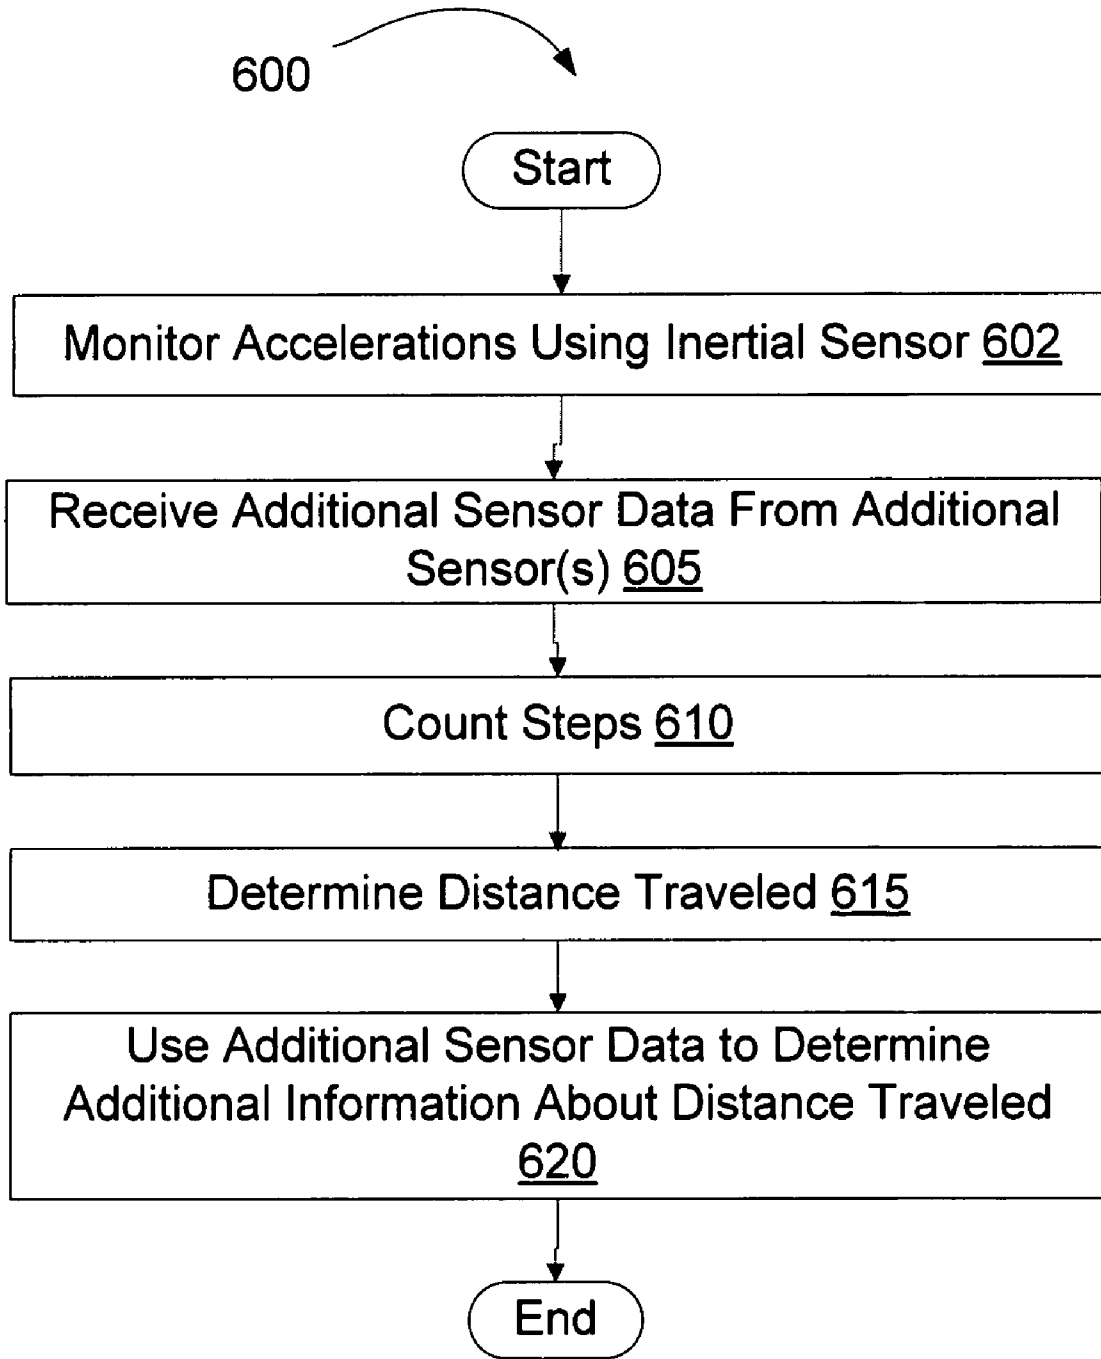 600
Start
Monitor Accelerations Using Inertial Sensor 602
Receive Additional Sensor Data From Additional
Sensor(s) 605
Count Steps 610
Determine Distance Traveled 615
Use Additional Sensor Data to Determine
Additional Information About Distance Traveled
620
End